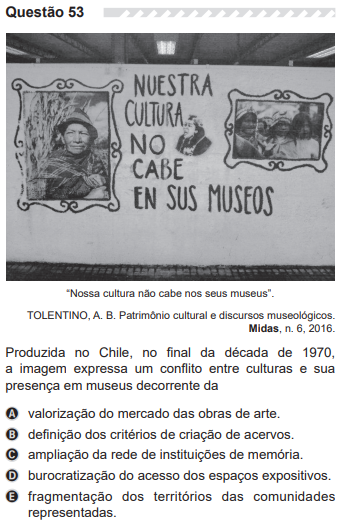 Questão 53
NUESTRA
CULTURA
NO
CABE
EN SUS MUSEOS
“Nossa cultura não cabe nos seus museus”.
TOLENTINO, A. B. Patrimônio cultural e discursos museológicos.
Midas, n. 6, 2016.
Produzida no Chile, no final da década de 1970,
a imagem expressa um conflito entre culturas e sua
presença em museus decorrente da
A valorização do mercado das obras de arte.
B definição dos critérios de criação de acervos.
C ampliação da rede de instituições de memória.
D burocratização do acesso dos espaços expositivos.
E fragmentação dos territórios das comunidades
representadas.